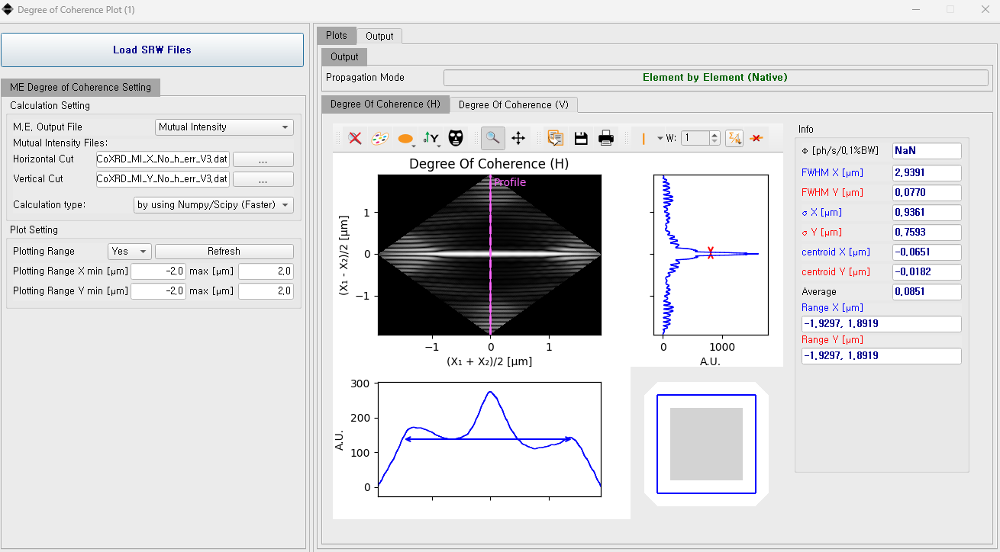 Degree of Coherence Plot (1)
Load SRW Files
ME Degree of Coherence Setting
Calculation Setting
M.E. Output File Mutual Intensity
Mutual Intensity Files:
Horizontal Cut CoXRD_MI_X_No_h_err_V3.dat ...
Vertical Cut CoXRD_MI_Y_No_h_err_V3.dat ...
Calculation type: by using Numpy/Scipy (Faster)
Plot Setting
Plotting Range Yes Refresh
Plotting Range X min [μm] -2.0 max [μm] 2.0
Plotting Range Y min [μm] -2.0 max [μm] 2.0
Plots Output
Output
Propagation Mode Element by Element (Native)
Degree Of Coherence (H) Degree Of Coherence (V)
Y W: 1
Degree Of Coherence (H)
Profile
(X₁ - X₂)/2 [μm]
1
0
−1
−1 0 1
(X₁ + X₂)/2 [μm]
0 1000
A.U.
A.U.
300
200
100
0
Info
Φ [ph/s/0.1%BW] NaN
FWHM X [μm] 2.9391
FWHM Y [μm] 0.0770
σ X [μm] 0.9361
σ Y [μm] 0.7593
centroid X [μm] -0.0651
centroid Y [μm] -0.0182
Average 0.0851
Range X [μm]
-1.9297, 1.8919
Range Y [μm]
-1.9297, 1.8919